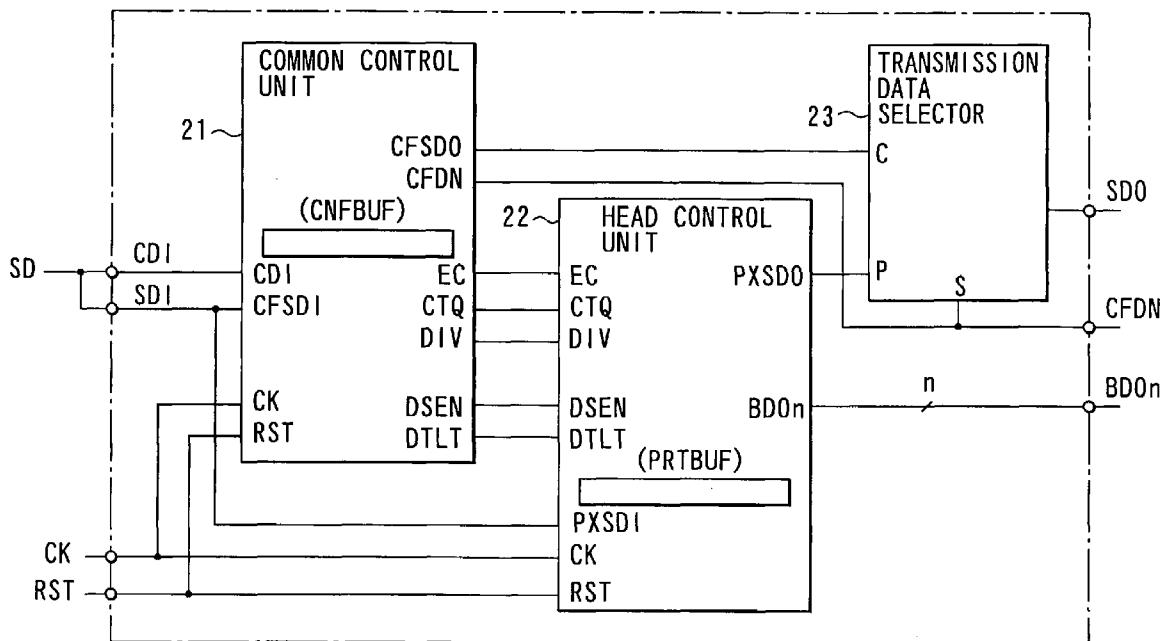 COMMON CONTROL
UNIT
21
CFSDO
CFDN
(CNFBUF)
CDI
CFSDI
EC
CTQ
DIV
CK
RST
DSEN
DTLT
22
HEAD CONTROL
UNIT
EC
CTQ
DIV
DSEN
DTLT
PXSDO
BDOn
(PRTBUF)
PXSDI
CK
RST
TRANSMISSION
DATA
SELECTOR
23
C
P
S
SD
CDI
SDI
CK
RST
SDO
CFDN
n
BDOn